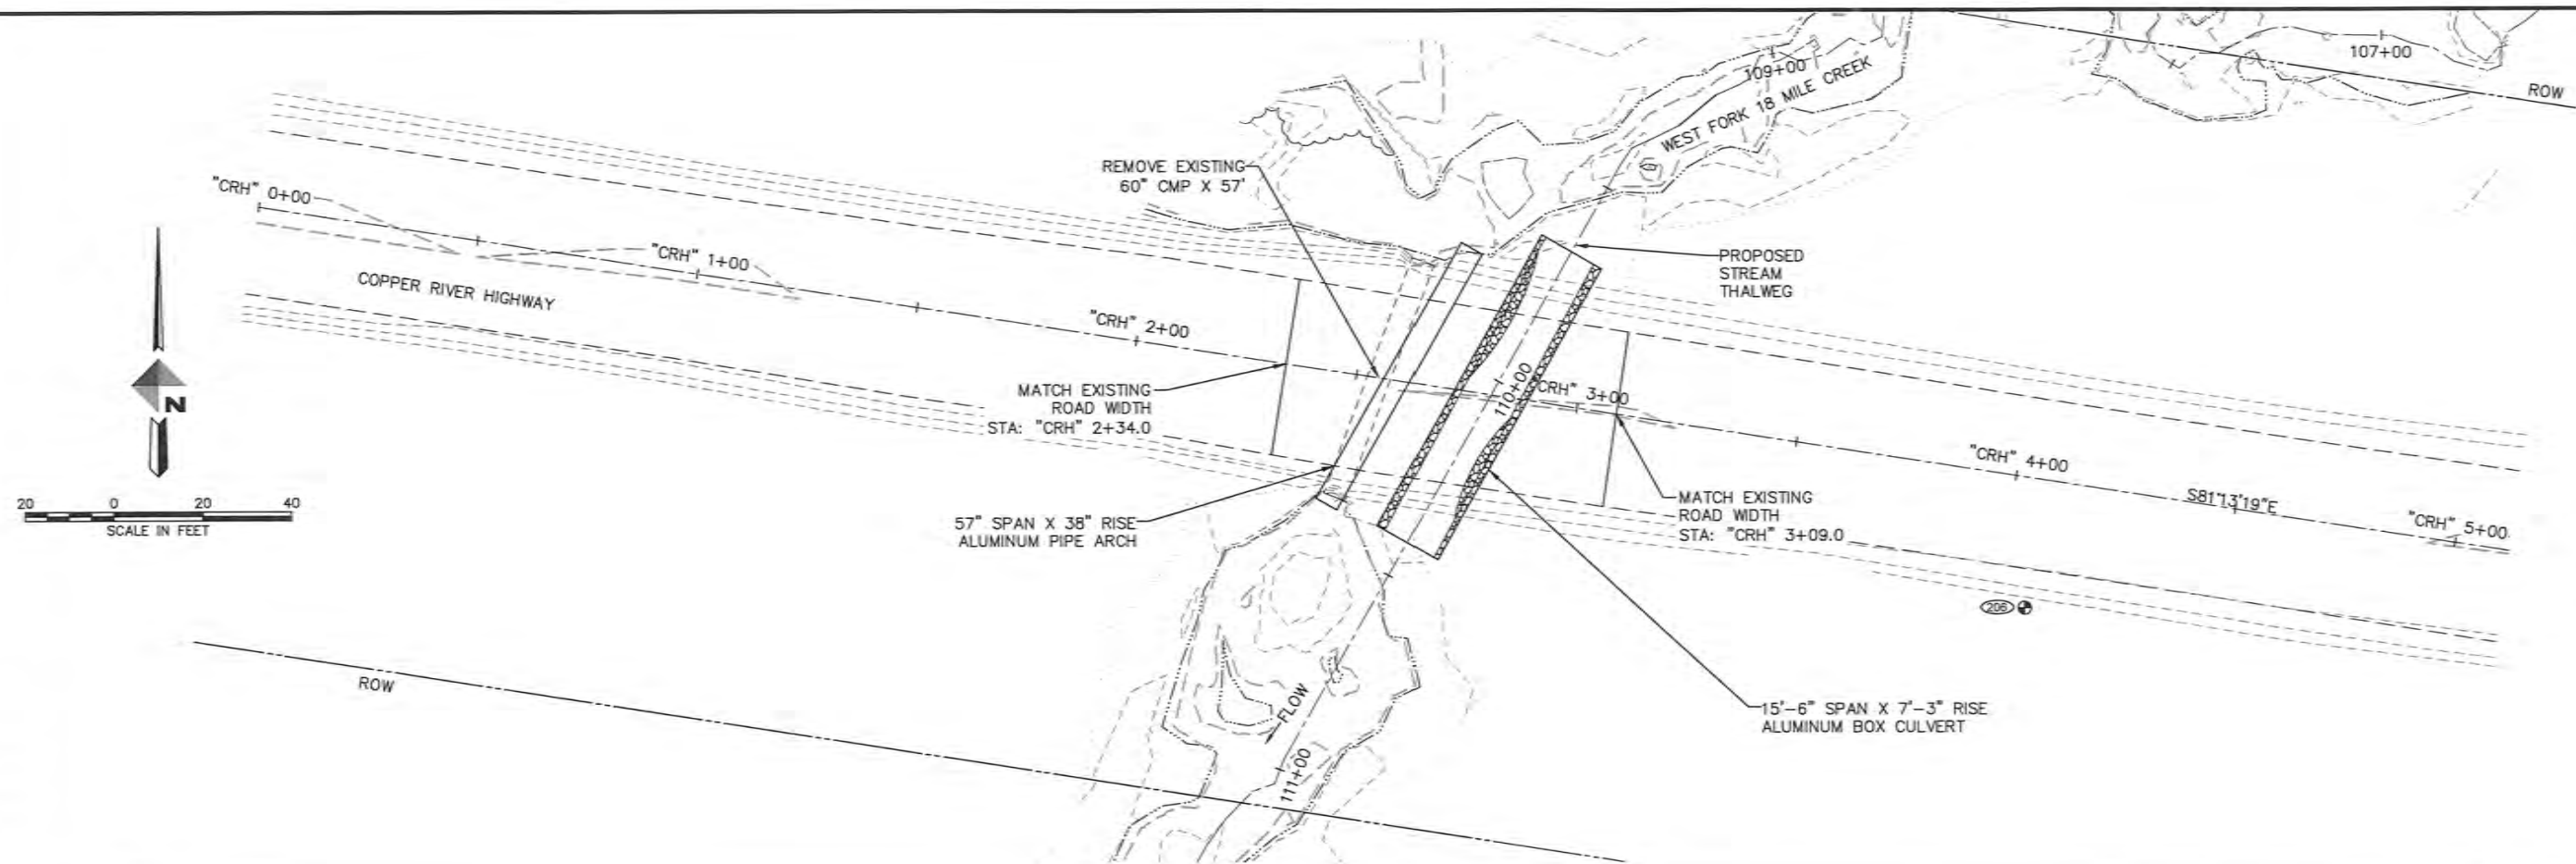 107+00
ROW
109+00
WEST FORK 18 MILE CREEK
REMOVE EXISTING
60" CMP X 57'
"CRH" 0+00
"CRH" 1+00
COPPER RIVER HIGHWAY
"CRH" 2+00
PROPOSED
STREAM
THALWEG
MATCH EXISTING
ROAD WIDTH
STA: "CRH" 2+34.0
110+00
"CRH" 3+00
N
"CRH" 4+00
S81°13'19"E
"CRH" 5+00
MATCH EXISTING
ROAD WIDTH
STA: "CRH" 3+09.0
20 0 20 40
SCALE IN FEET
57" SPAN X 38" RISE
ALUMINUM PIPE ARCH
206
ROW
FLOW
15'-6" SPAN X 7'-3" RISE
ALUMINUM BOX CULVERT
111+00